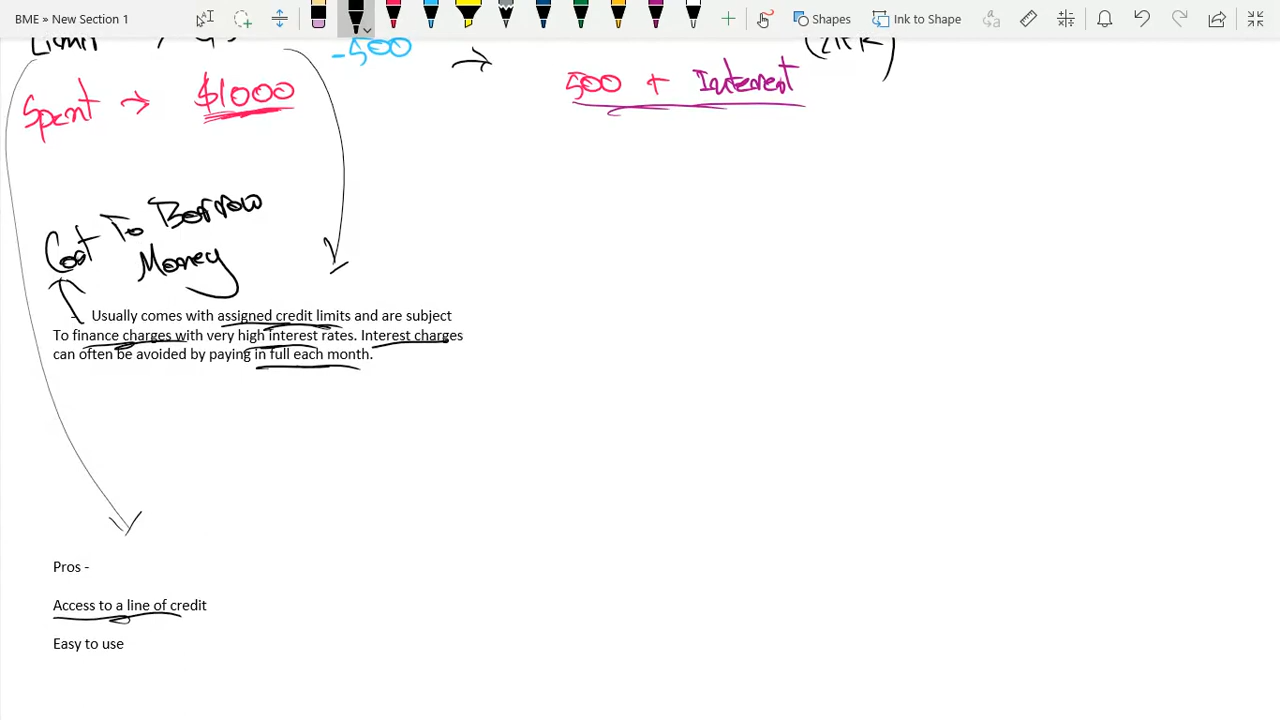 BME » New Section 1
Shapes
Ink to Shape
Limit
-500
500 + Interest
Spent → $1000
Cost To Borrow
Money
- Usually comes with assigned credit limits and are subject
To finance charges with very high interest rates. Interest charges
can often be avoided by paying in full each month.
Pros -
Access to a line of credit
Easy to use